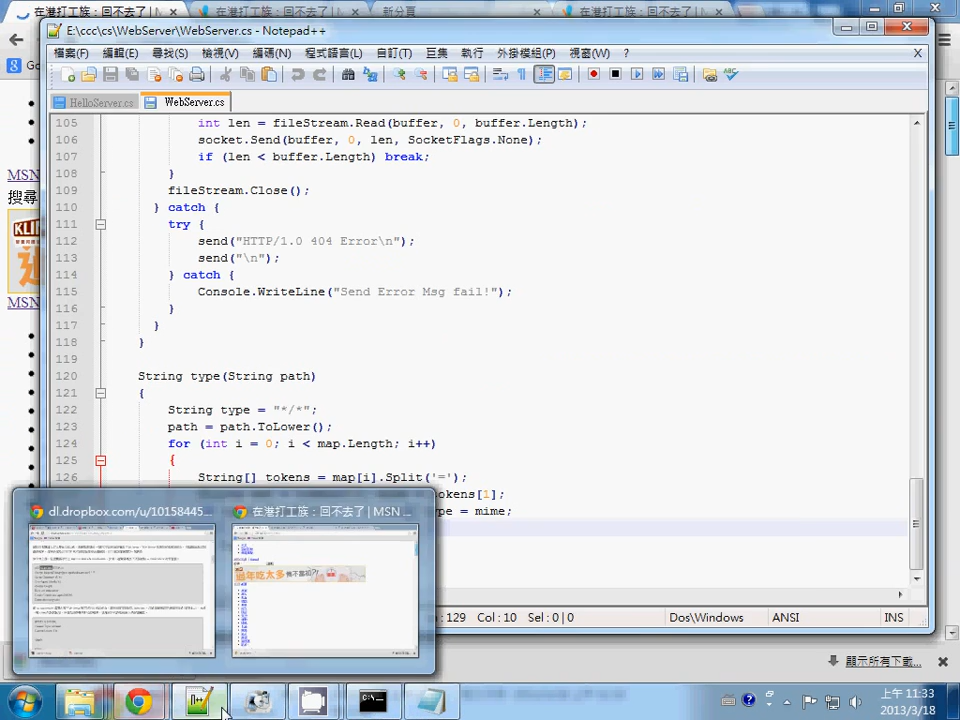 在港打工族：回不去了 | M
在港打工族：回不去了 |
新分頁
在港打工族：回不去了 |
E:\ccc\cs\WebServer\WebServer.cs - Notepad++
檔案(F) 編輯(E) 尋找(S) 檢視(V) 編碼(N) 程式語言(L) 自訂(T) 巨集 執行 外掛模組(P) 視窗(W) ? X
Go
HelloServer.cs WebServer.cs
105 int len = fileStream.Read(buffer, 0, buffer.Length);
106 socket.Send(buffer, 0, len, SocketFlags.None);
107 if (len < buffer.Length) break;
108 }
109 fileStream.Close();
110 } catch {
111 try {
112 send("HTTP/1.0 404 Error\n");
113 send("\n");
114 } catch {
115 Console.WriteLine("Send Error Msg fail!");
116 }
117 }
118 }
119
120 String type(String path)
121 {
122 String type = "*/*";
123 path = path.ToLower();
124 for (int i = 0; i < map.Length; i++)
125 {
126 String[] tokens = map[i].Split('=');
okens[1];
ype = mime;
MSN
搜尋
KLIN
MSN
dl.dropbox.com/u/10158445...
在港打工族：回不去了 | MSN ...
過年吃太多
: 129 Col : 10 Sel : 0 | 0 Dos\Windows ANSI INS
顯示所有下載...
上午 11:33
2013/3/18